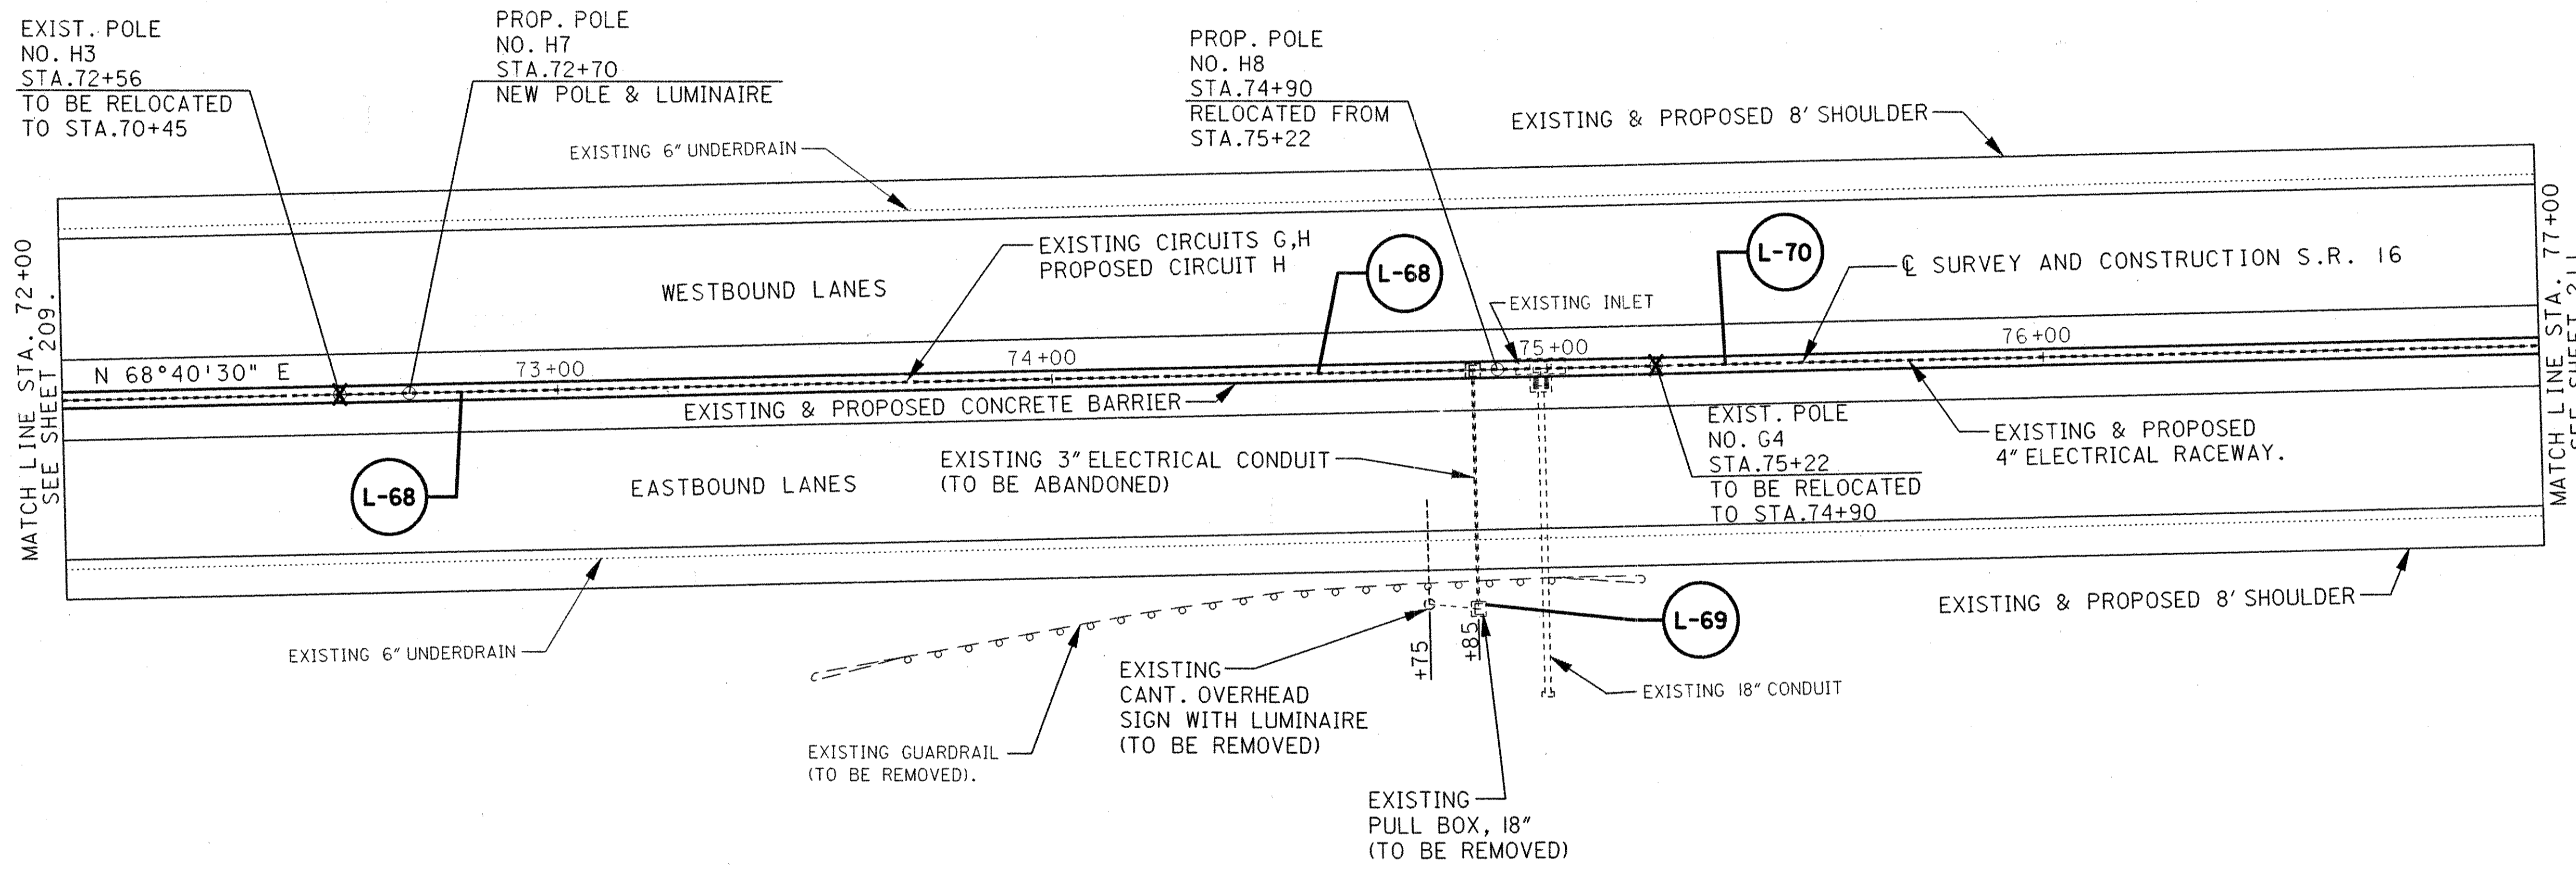 EXIST. POLE
NO. H3
STA.72+56
TO BE RELOCATED
TO STA.70+45
PROP. POLE
NO. H7
STA.72+70
NEW POLE & LUMINAIRE
PROP. POLE
NO. H8
STA.74+90
RELOCATED FROM
STA.75+22
EXISTING & PROPOSED 8' SHOULDER
EXISTING 6" UNDERDRAIN
MATCH LINE STA. 72+00
SEE SHEET 209.
WESTBOUND LANES
EXISTING CIRCUITS G,H
PROPOSED CIRCUIT H
L-68
EXISTING INLET
L-70
℄ SURVEY AND CONSTRUCTION S.R. 16
MATCH LINE STA. 77+00
SEE SHEET 211
N 68°40'30" E
73+00
74+00
75+00
76+00
EXISTING & PROPOSED CONCRETE BARRIER
L-68
EASTBOUND LANES
EXISTING 3" ELECTRICAL CONDUIT
(TO BE ABANDONED)
EXIST. POLE
NO. G4
STA.75+22
TO BE RELOCATED
TO STA.74+90
EXISTING & PROPOSED
4" ELECTRICAL RACEWAY.
EXISTING 6" UNDERDRAIN
L-69
EXISTING & PROPOSED 8' SHOULDER
+75
+85
EXISTING GUARDRAIL
(TO BE REMOVED).
EXISTING
CANT. OVERHEAD
SIGN WITH LUMINAIRE
(TO BE REMOVED)
EXISTING 18" CONDUIT
EXISTING
PULL BOX, 18"
(TO BE REMOVED)